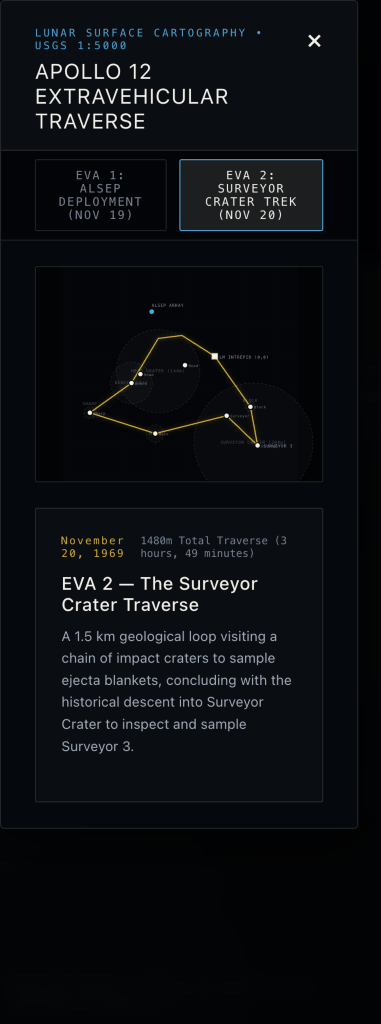 LUNAR SURFACE CARTOGRAPHY •
USGS 1:5000
×
APOLLO 12
EXTRAVEHICULAR
TRAVERSE
EVA 1:
ALSEP
DEPLOYMENT
(NOV 19)
EVA 2:
SURVEYOR
CRATER TREK
(NOV 20)
ALSEP ARRAY
LM INTREPID (0,0)
Head
Block
Surveyor
November
20, 1969
1480m Total Traverse (3
hours, 49 minutes)
EVA 2 — The Surveyor
Crater Traverse
A 1.5 km geological loop visiting a
chain of impact craters to sample
ejecta blankets, concluding with the
historical descent into Surveyor
Crater to inspect and sample
Surveyor 3.